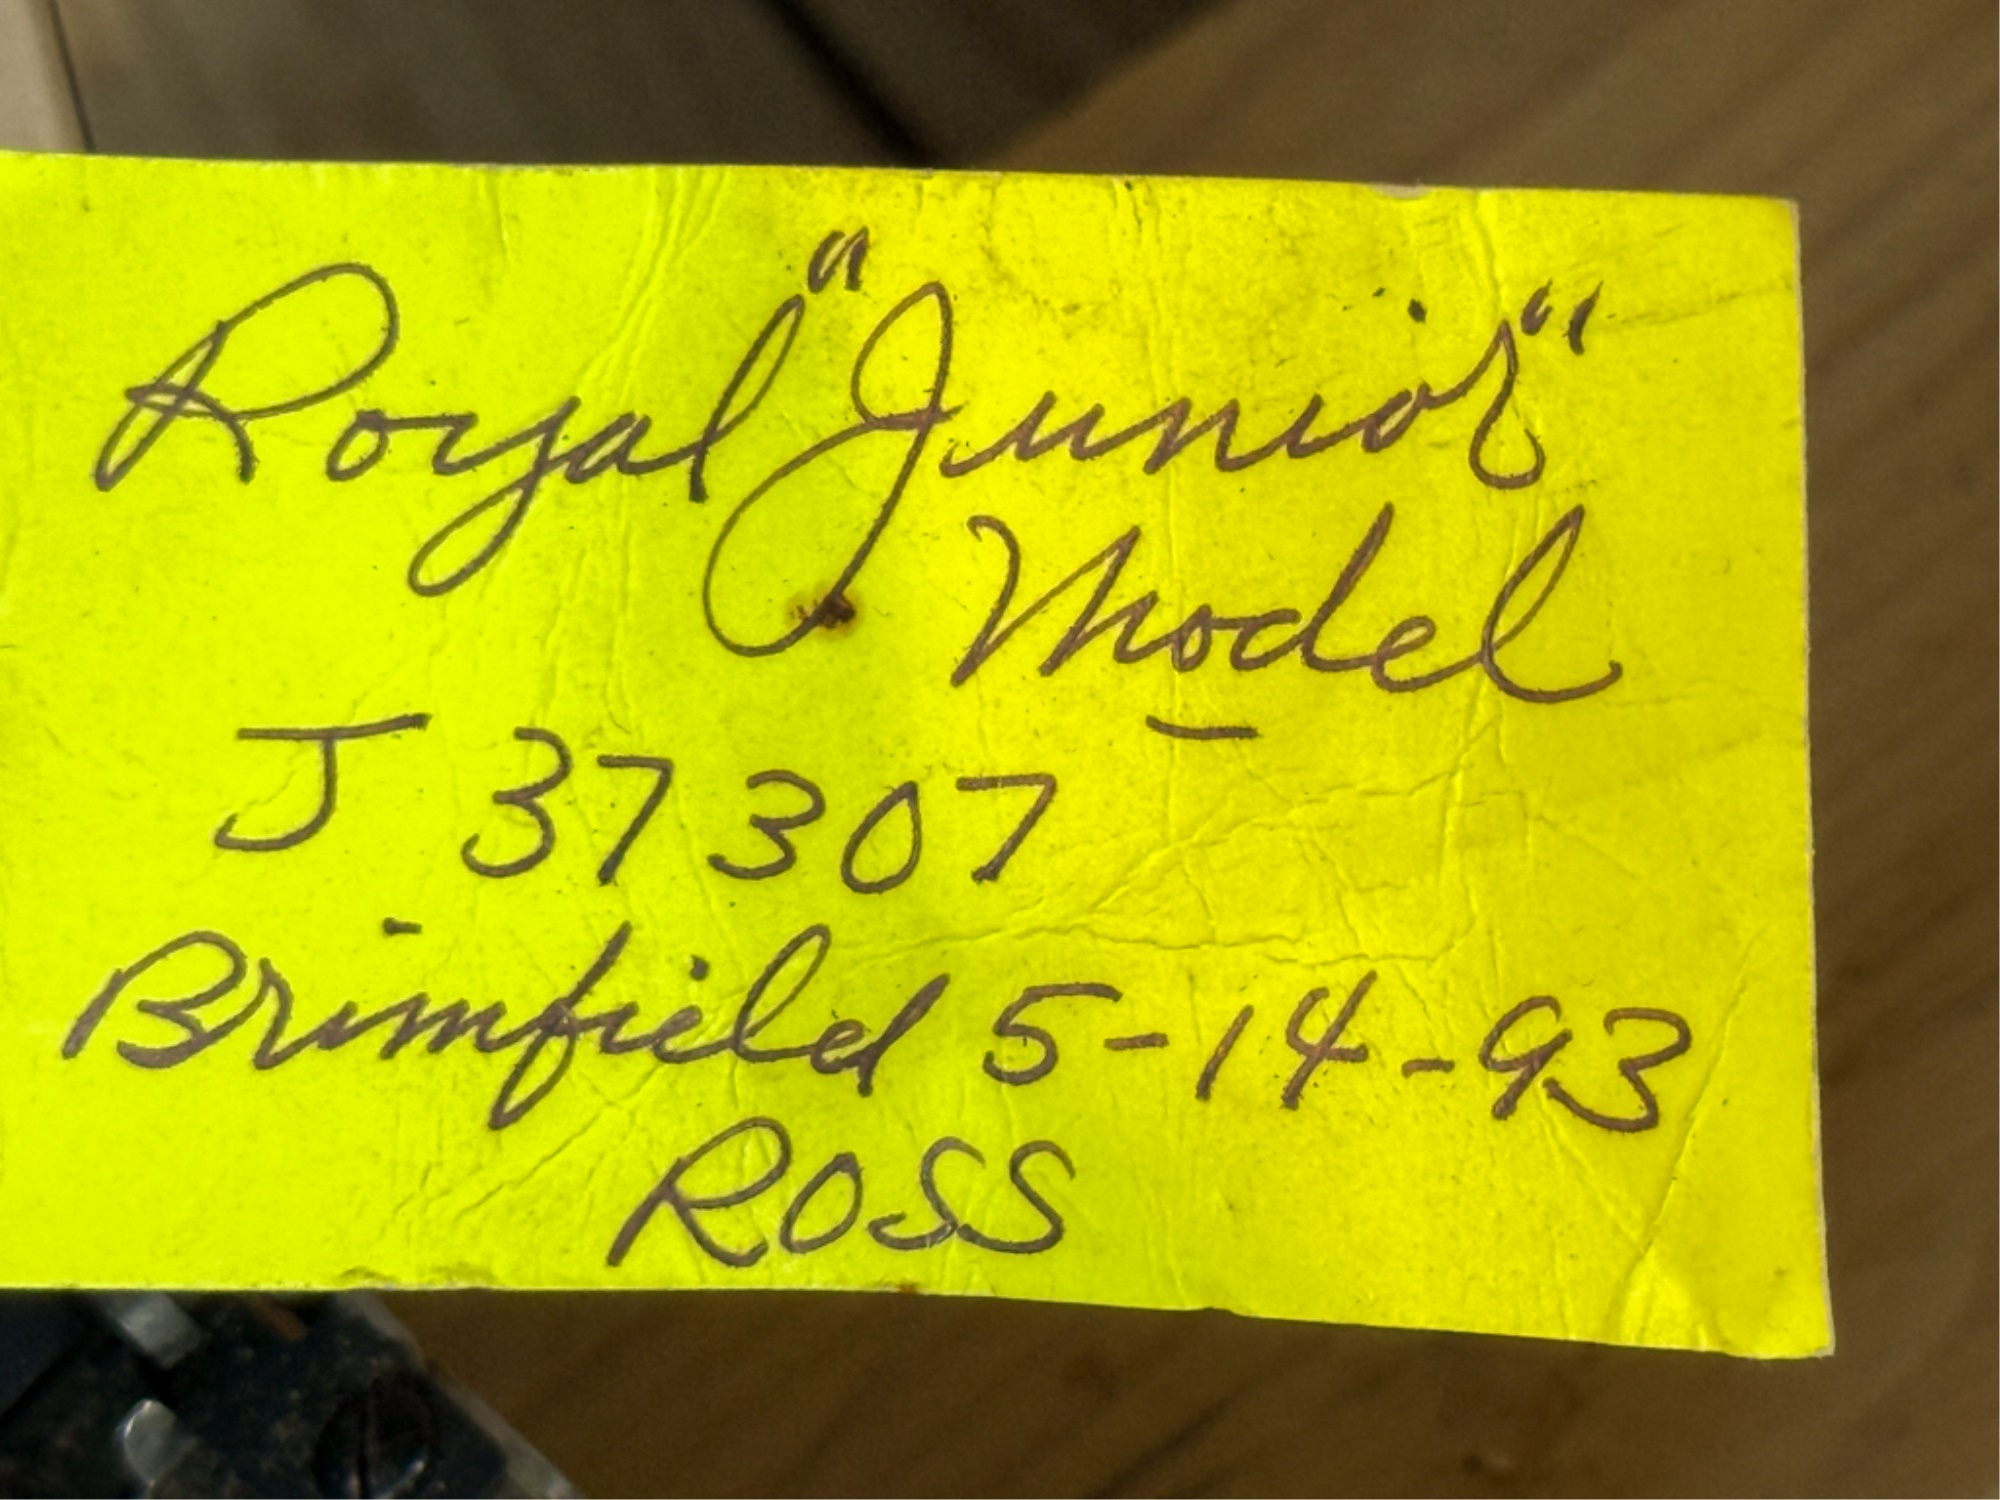 Royal "Junior"
Model
J 37307
Brimfield 5-14-93
ROSS